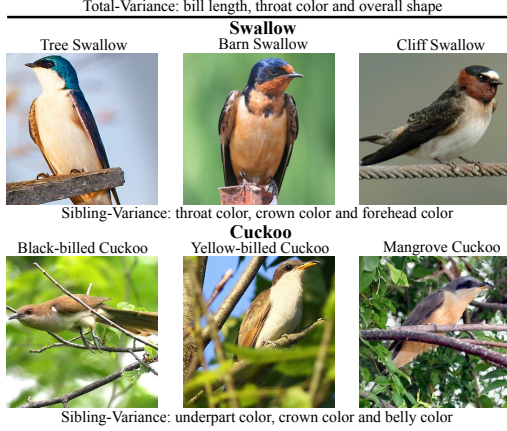 Total-Variance: bill length, throat color and overall shape
Swallow
Tree Swallow Barn Swallow Cliff Swallow
Sibling-Variance: throat color, crown color and forehead color
Cuckoo
Black-billed Cuckoo Yellow-billed Cuckoo Mangrove Cuckoo
Sibling-Variance: underpart color, crown color and belly color